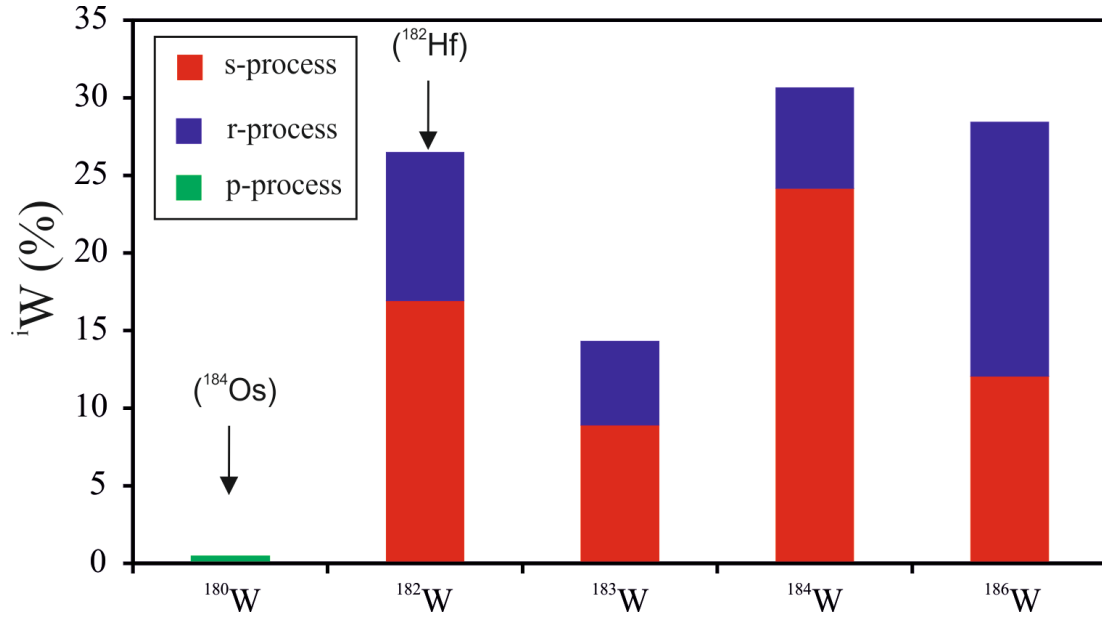 35
30
25
20
15
10
5
0
ⁱW (%)
s-process
r-process
p-process
(¹⁸²Hf)
(¹⁸⁴Os)
¹⁸⁰W
¹⁸²W
¹⁸³W
¹⁸⁴W
¹⁸⁶W